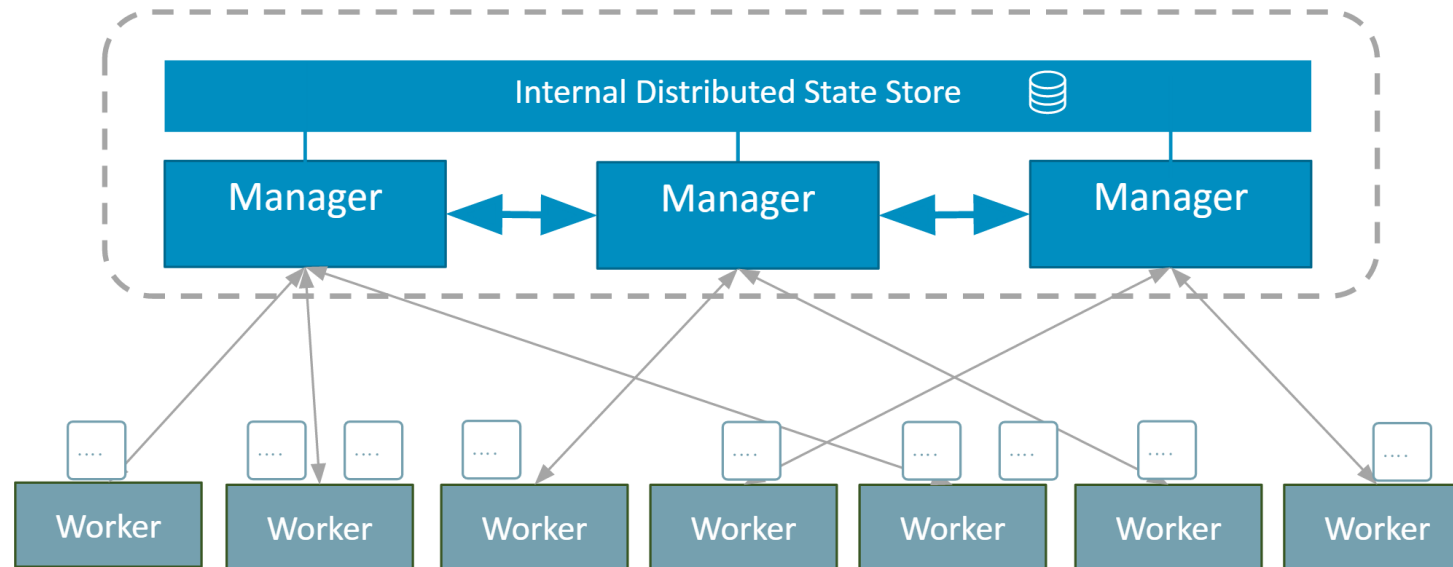 Internal Distributed State Store
Manager
Manager
Manager
....
....
....
....
....
....
....
....
....
Worker
Worker
Worker
Worker
Worker
Worker
Worker